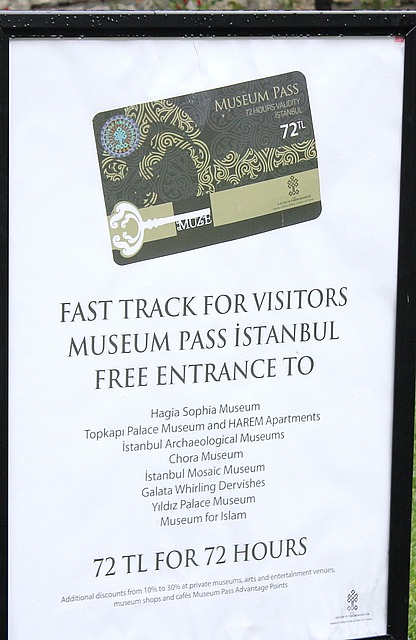 MUSEUM PASS
72 HOURS VALIDITY
İSTANBUL
72TL
MUZE
FAST TRACK FOR VISITORS
MUSEUM PASS İSTANBUL
FREE ENTRANCE TO
Hagia Sophia Museum
Topkapı Palace Museum and HAREM Apartments
İstanbul Archaeological Museums
Chora Museum
İstanbul Mosaic Museum
Galata Whirling Dervishes
Yıldız Palace Museum
Museum for Islam
72 TL FOR 72 HOURS
Additional discounts from 10% to 30% at private museums, arts and entertainment venues,
museum shops and cafés Museum Pass Advantage Points